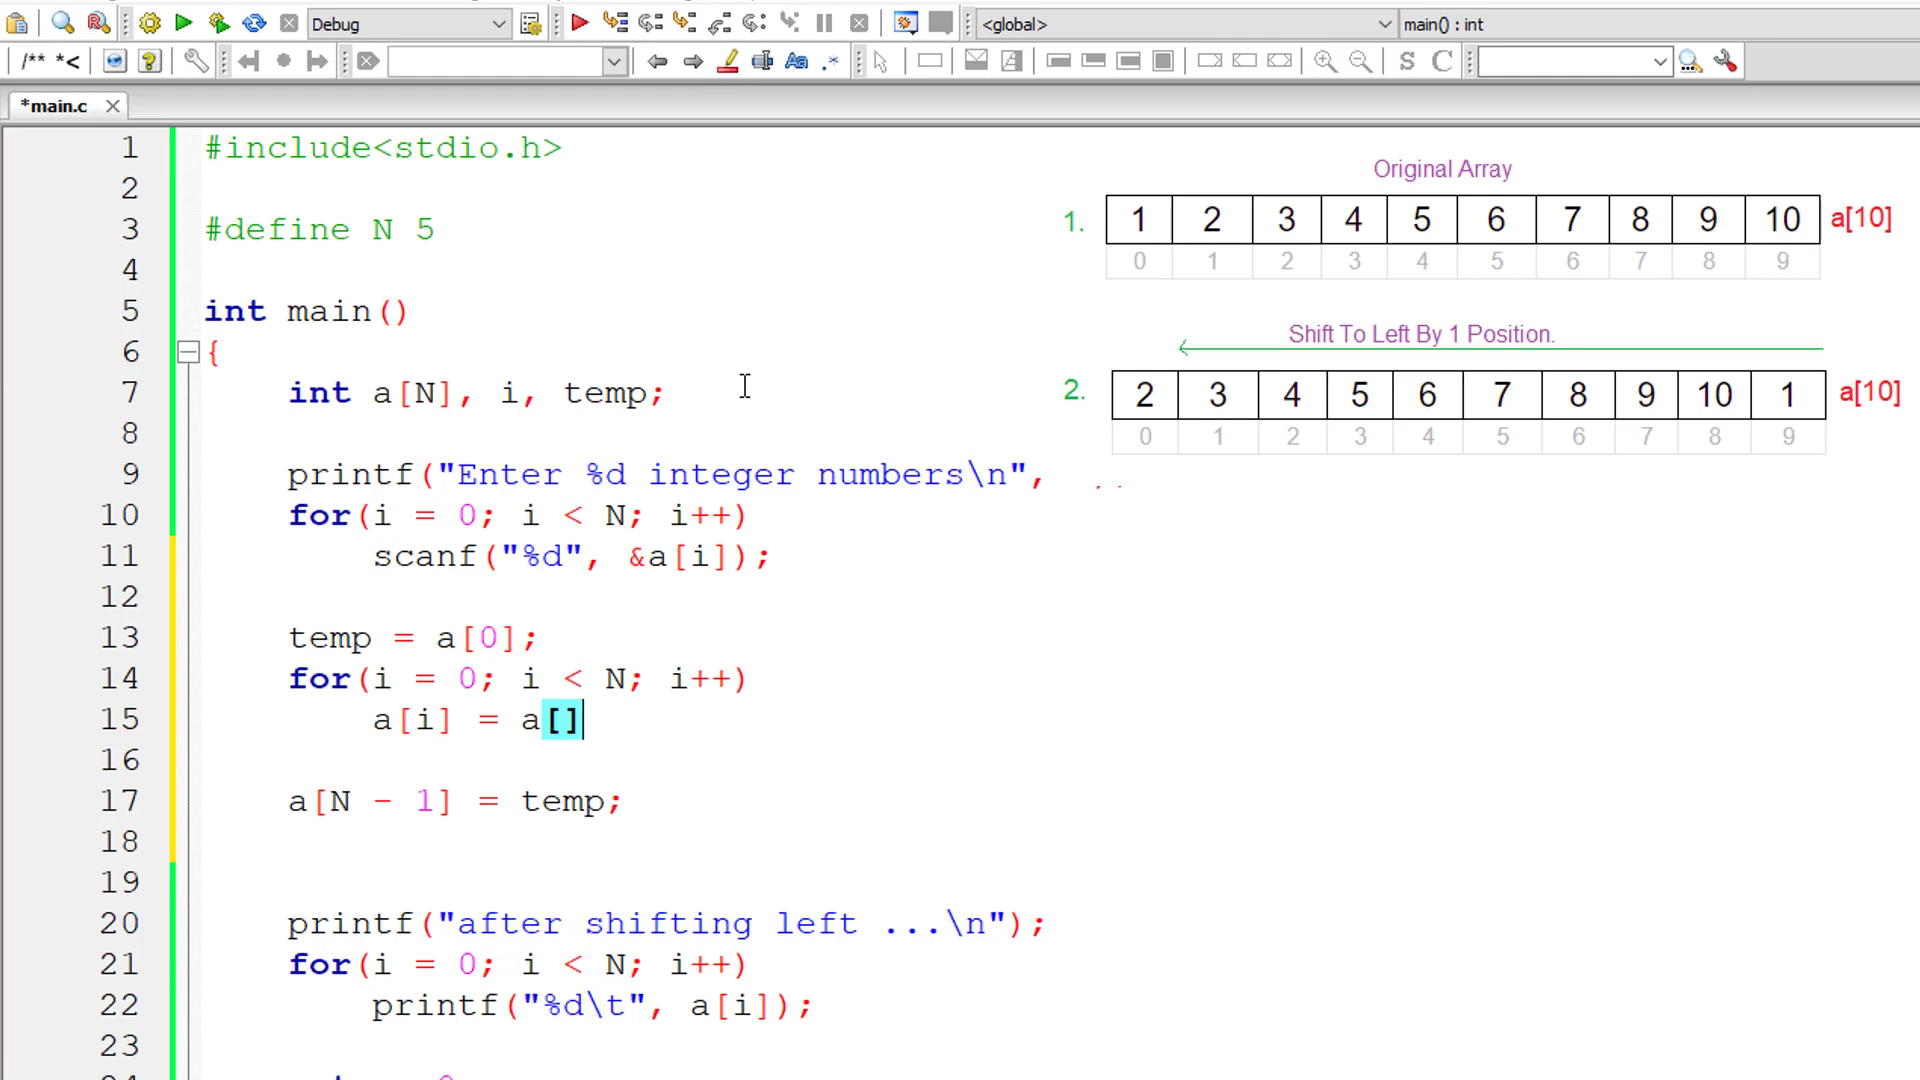 Debug
<global>
main() : int
/** *<
.*
S C
*main.c
1 #include<stdio.h>
2
3 #define N 5
4
5 int main()
6 {
7 int a[N], i, temp;
8
9 printf("Enter %d integer numbers\n",
10 for(i = 0; i < N; i++)
11 scanf("%d", &a[i]);
12
13 temp = a[0];
14 for(i = 0; i < N; i++)
15 a[i] = a[]
16
17 a[N - 1] = temp;
18
19
20 printf("after shifting left ...\n");
21 for(i = 0; i < N; i++)
22 printf("%d\t", a[i]);
23
Original Array
1. 1 2 3 4 5 6 7 8 9 10 a[10]
0 1 2 3 4 5 6 7 8 9
Shift To Left By 1 Position.
2. 2 3 4 5 6 7 8 9 10 1 a[10]
0 1 2 3 4 5 6 7 8 9